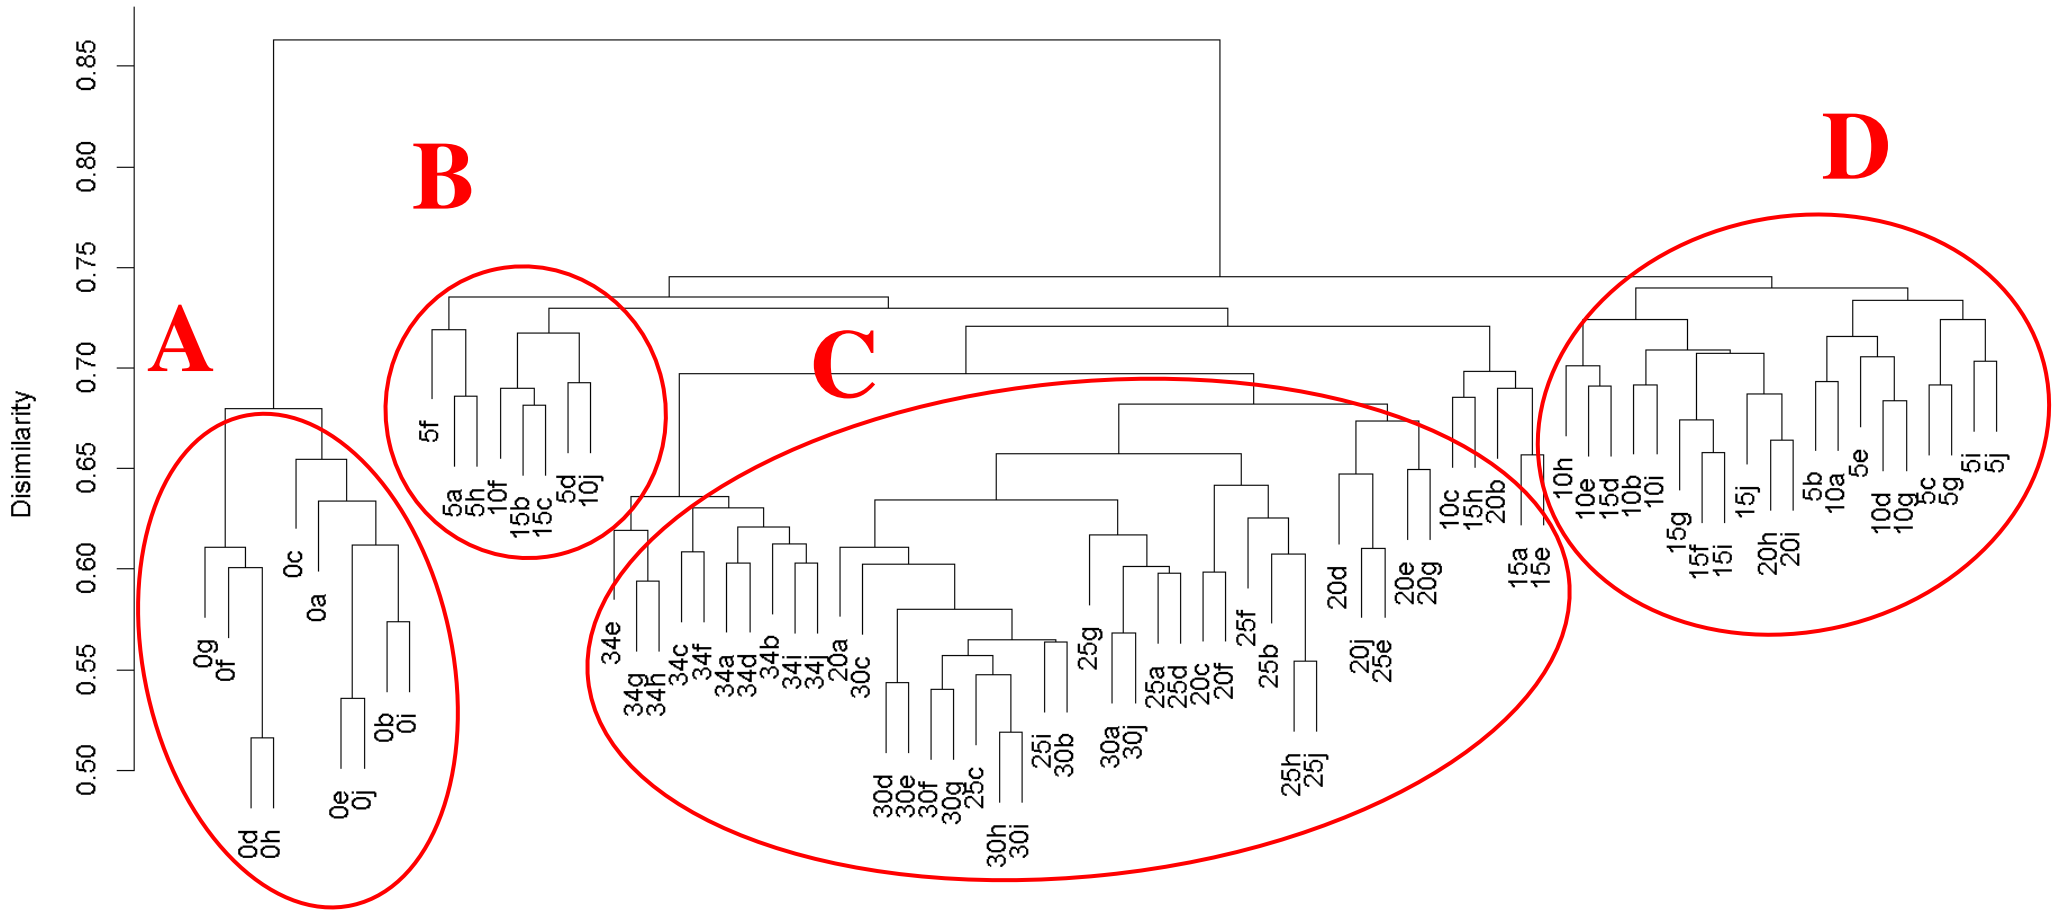 Disimilarity
0.85
0.80
0.75
0.70
0.65
0.60
0.55
0.50
A
B
C
D
0g
0f
0d
0h
0c
0a
0e
0j
0b
0i
5f
5a
5h
10f
15b
15c
5d
10j
34e
34g
34h
34c
34f
34a
34d
34b
34i
34j
20a
30c
30d
30e
30f
30g
25c
30h
30i
25i
30b
25g
30a
30j
25a
25d
20c
20f
25f
25b
25h
25j
20d
20j
25e
20e
20g
10c
15h
20b
15a
15e
10h
10e
15d
10b
10i
15g
15f
15i
15j
20h
20i
5b
10a
5e
10d
10g
5c
5g
5i
5j